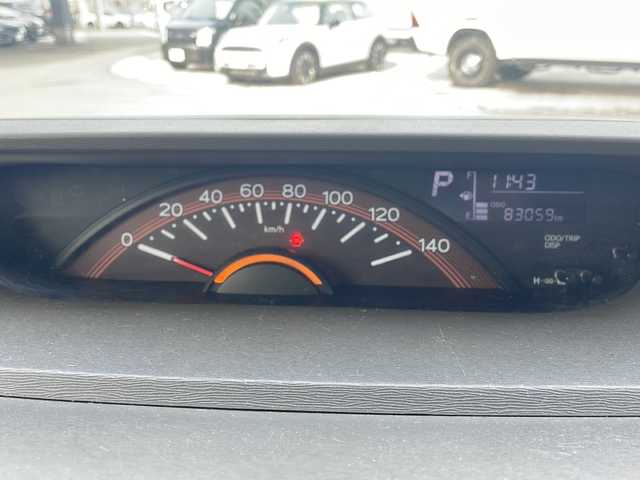 0 20 40 60 80 100 120 140
km/h
P
F 11:43
ODO
E 83059km
ODO/TRIP
DISP